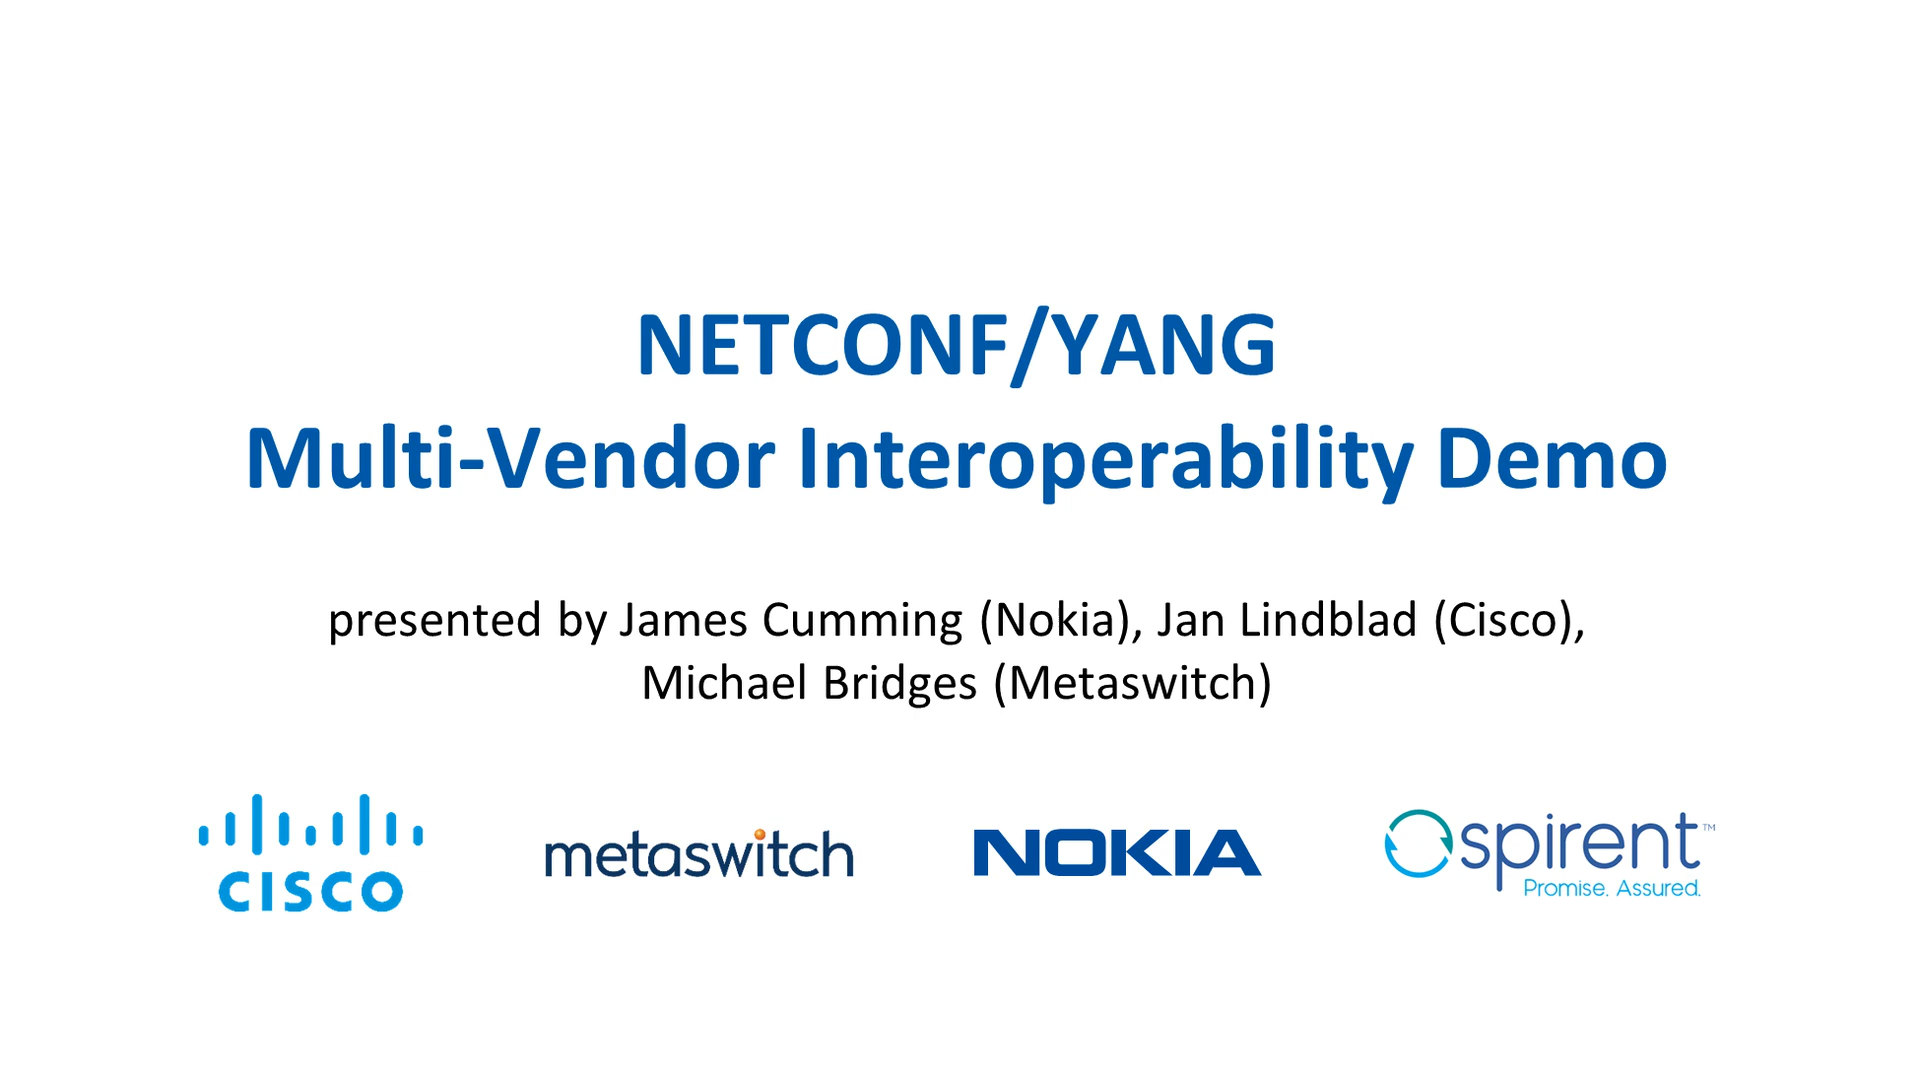 NETCONF/YANG
Multi-Vendor Interoperability Demo
presented by James Cumming (Nokia), Jan Lindblad (Cisco),
Michael Bridges (Metaswitch)
CISCO
metaswitch
NOKIA
spirent™
Promise. Assured.